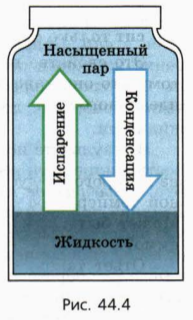 Насыщенный
пар
Испарение
Конденсация
Жидкость
Рис. 44.4